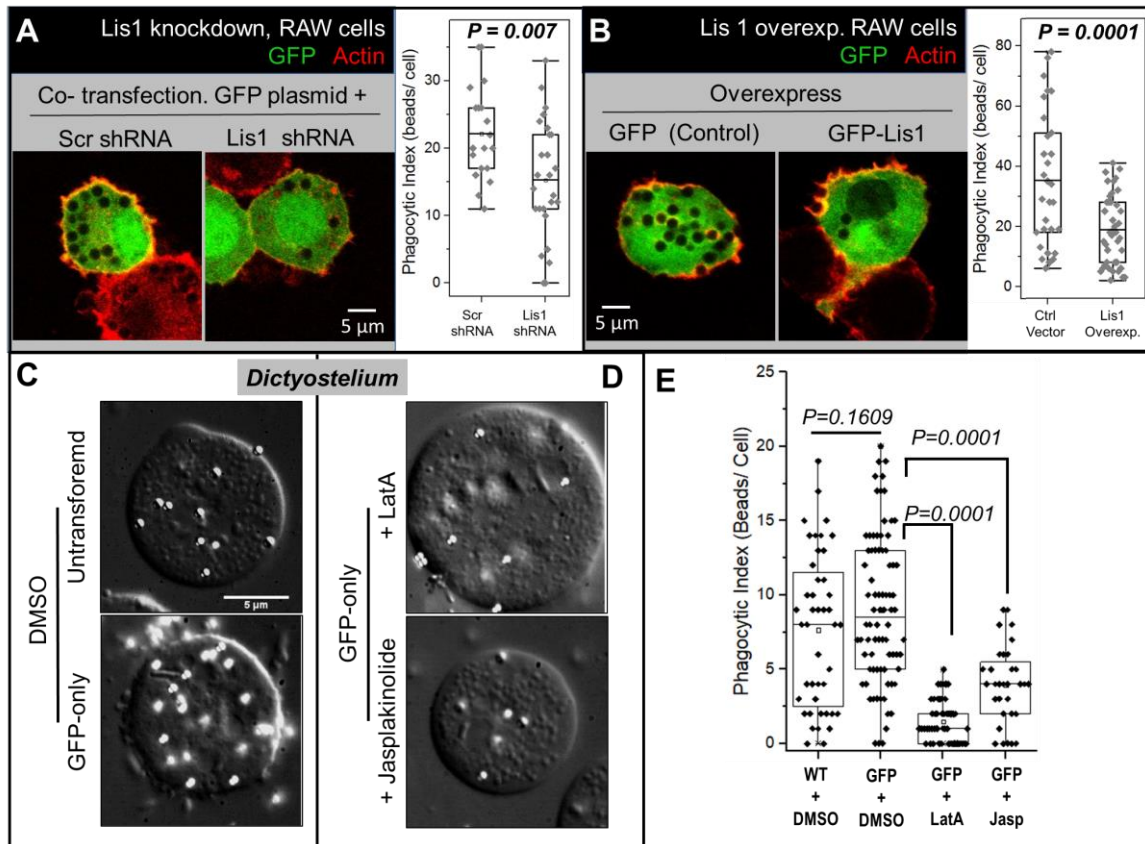 A
Lis1 knockdown, RAW cells
GFP Actin
Co- transfection. GFP plasmid +
Scr shRNA
Lis1 shRNA
5 µm
P = 0.007
Phagocytic Index (beads/ cell)
30
20
10
0
Scr
shRNA
Lis1
shRNA
B
Lis 1 overexp. RAW cells
GFP Actin
Overexpress
GFP (Control)
GFP-Lis1
5 µm
P = 0.0001
Phagocytic Index (beads/ cell)
80
60
40
20
0
Ctrl
Vector
Lis1
Overexp.
C
Dictyostelium
D
DMSO
Untransforemd
GFP-only
5 µm
GFP-only
+ LatA
+ Jasplakinolide
E
Phagocytic Index (Beads/ Cell)
25
20
15
10
5
0
P=0.1609
P=0.0001
P=0.0001
WT
+
DMSO
GFP
+
DMSO
GFP
+
LatA
GFP
+
Jasp